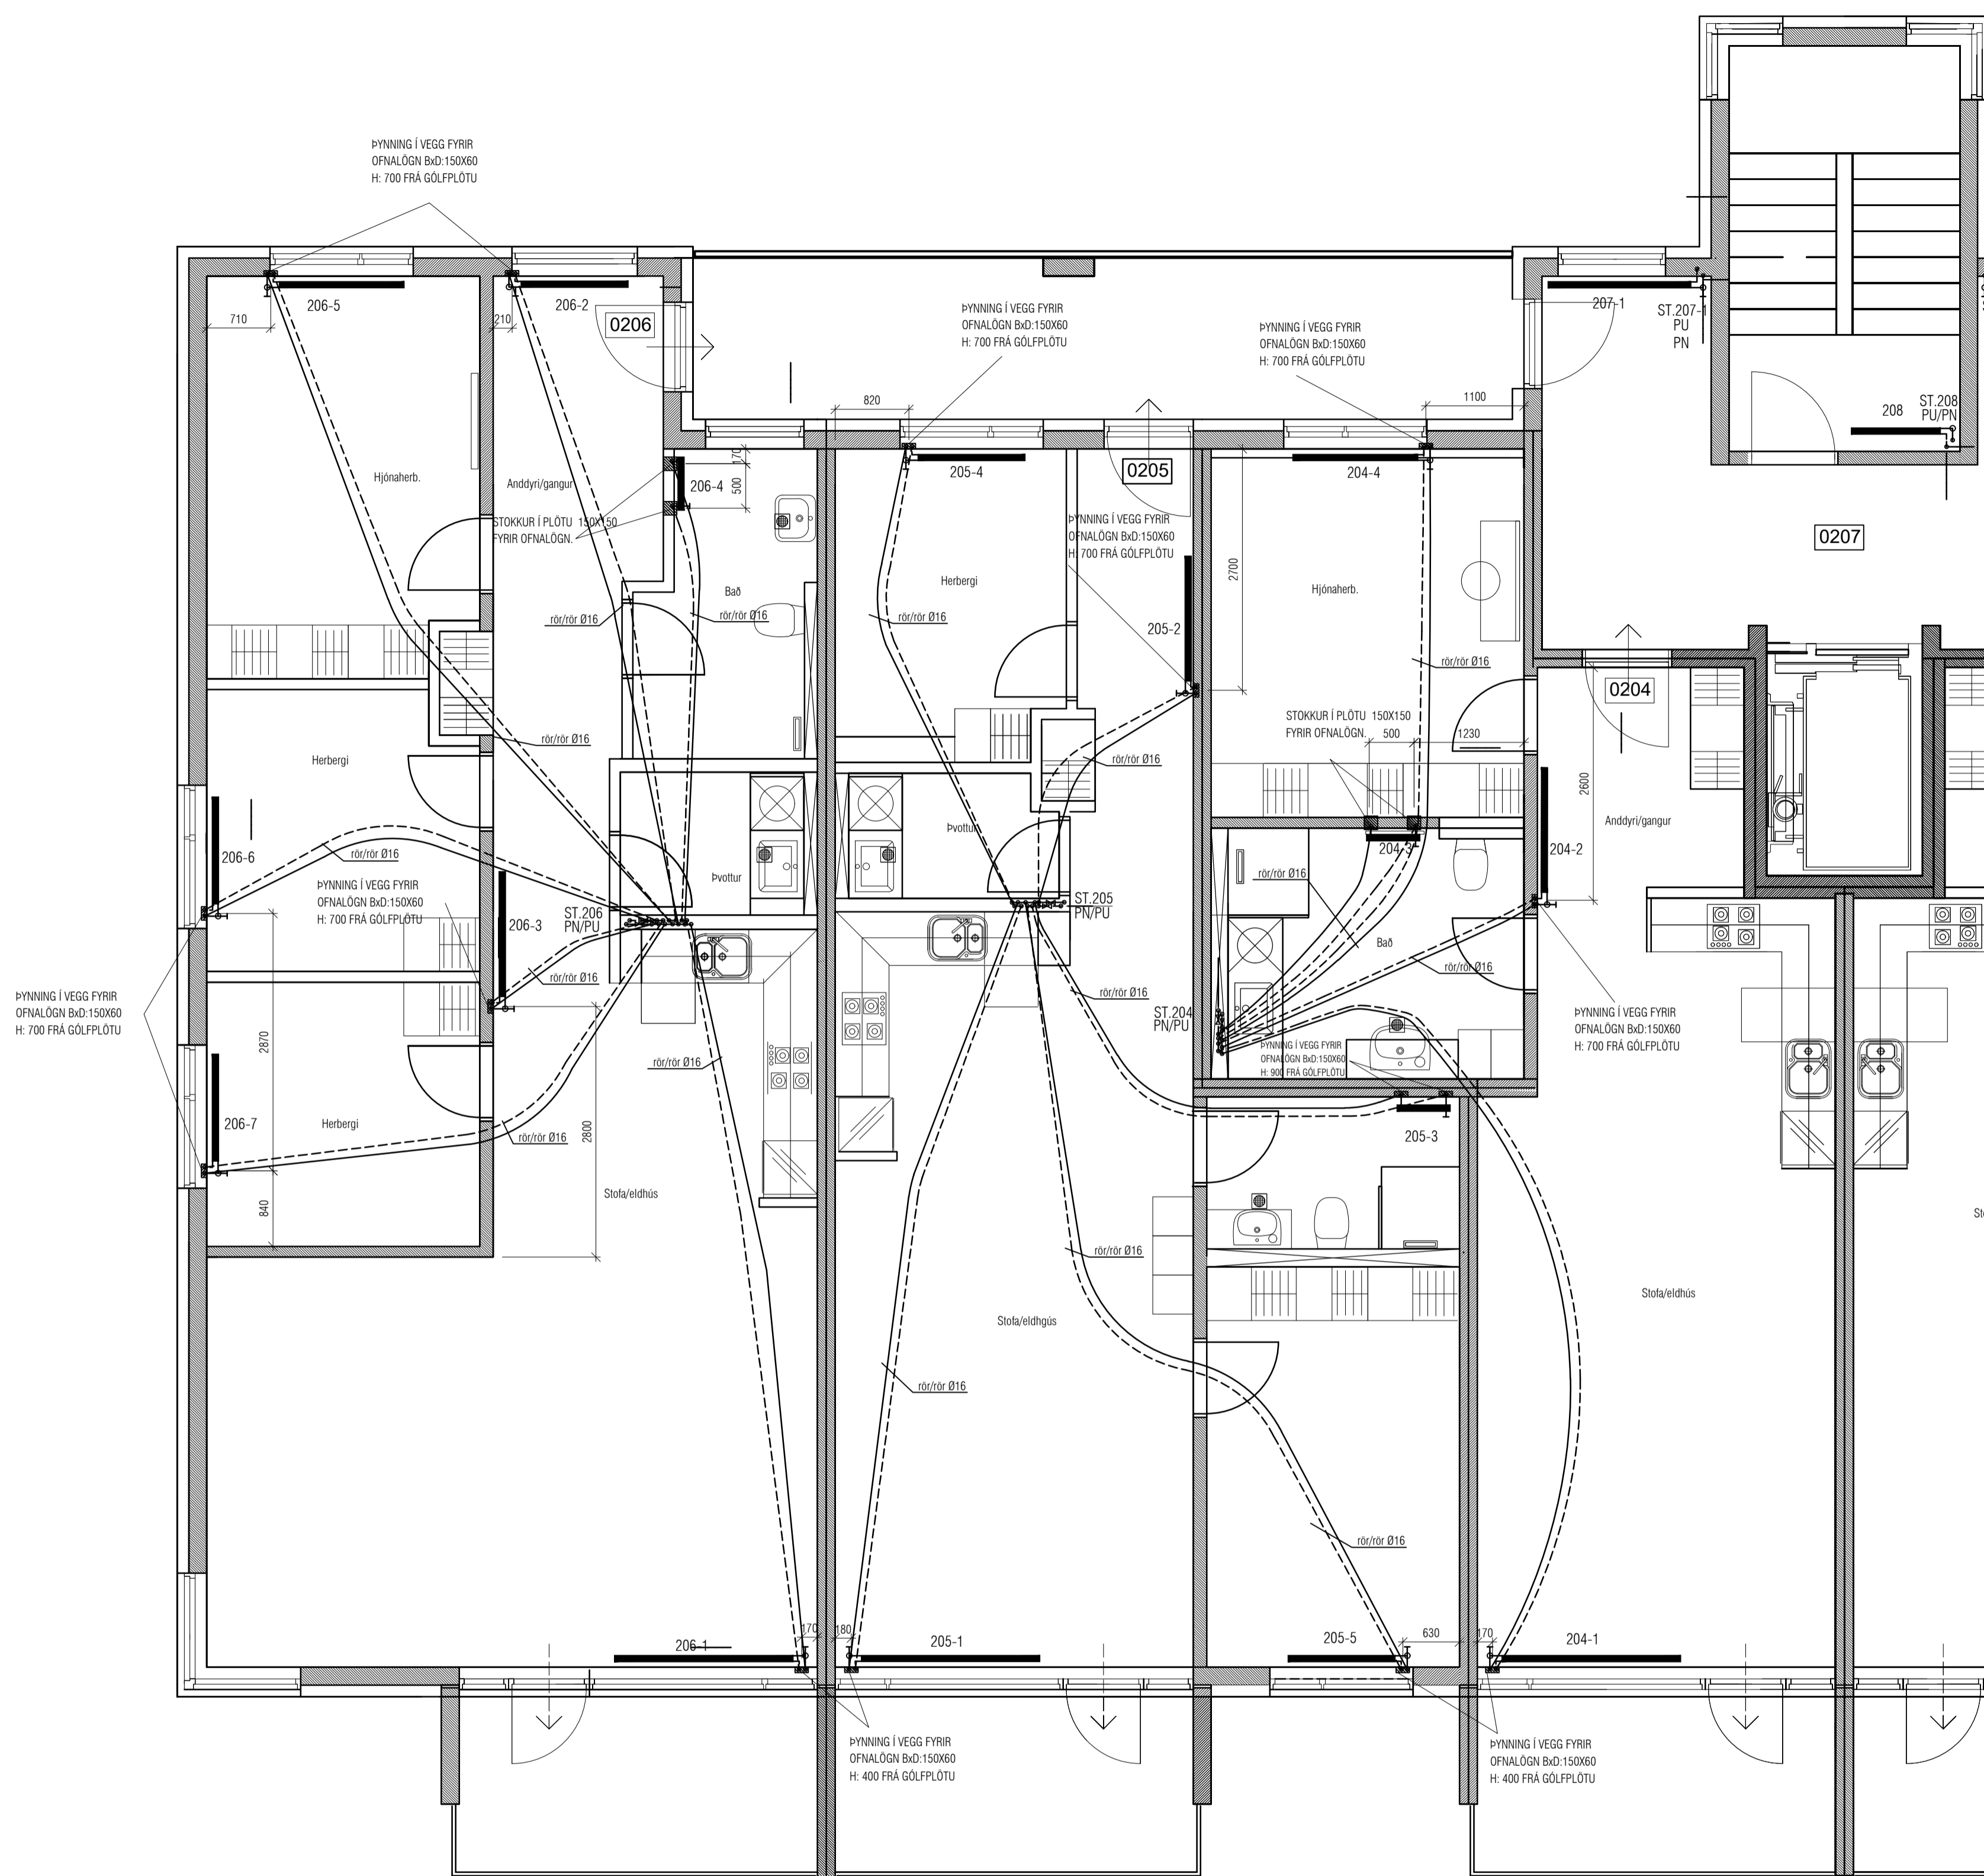 ÞYNNING Í VEGG FYRIR
OFNALÖGN BxD:150X60
H: 700 FRÁ GÓLFPLÖTU
206-5
206-2
710
210
0206
ÞYNNING Í VEGG FYRIR
OFNALÖGN BxD:150X60
H: 700 FRÁ GÓLFPLÖTU
ÞYNNING Í VEGG FYRIR
OFNALÖGN BxD:150X60
H: 700 FRÁ GÓLFPLÖTU
207-1
ST.207-1
PU
PN
820
1100
208
ST.208
PU/PN
Hjónaherb.
Anddyri/gangur
206-4
170
500
205-4
0205
204-4
STOKKUR Í PLÖTU 150X150
FYRIR OFNALÖGN.
ÞYNNING Í VEGG FYRIR
OFNALÖGN BxD:150X60
H: 700 FRÁ GÓLFPLÖTU
0207
2700
Bað
Herbergi
Hjónaherb.
rör/rör Ø16
rör/rör Ø16
rör/rör Ø16
205-2
rör/rör Ø16
0204
STOKKUR Í PLÖTU 150X150
FYRIR OFNALÖGN.
500
1230
rör/rör Ø16
Herbergi
rör/rör Ø16
2600
Þvottur
Anddyri/gangur
206-6
rör/rör Ø16
204-3
204-2
ÞYNNING Í VEGG FYRIR
OFNALÖGN BxD:150X60
H: 700 FRÁ GÓLFPLÖTU
Þvottur
rör/rör Ø16
206-3
ST.206
PN/PU
ST.205
PN/PU
Bað
rör/rör Ø16
rör/rör Ø16
rör/rör Ø16
ÞYNNING Í VEGG FYRIR
OFNALÖGN BxD:150X60
H: 700 FRÁ GÓLFPLÖTU
ST.204
PN/PU
ÞYNNING Í VEGG FYRIR
OFNALÖGN BxD:150X60
H: 700 FRÁ GÓLFPLÖTU
2870
ÞYNNING Í VEGG FYRIR
OFNALÖGN BxD:150X60
H: 900 FRÁ GÓLFPLÖTU
rör/rör Ø16
206-7
Herbergi
rör/rör Ø16
2800
205-3
840
Stofa/eldhús
St
rör/rör Ø16
Stofa/eldhús
Stofa/eldhgús
rör/rör Ø16
rör/rör Ø16
206-1
170
180
205-1
205-5
630
170
204-1
ÞYNNING Í VEGG FYRIR
OFNALÖGN BxD:150X60
H: 400 FRÁ GÓLFPLÖTU
ÞYNNING Í VEGG FYRIR
OFNALÖGN BxD:150X60
H: 400 FRÁ GÓLFPLÖTU